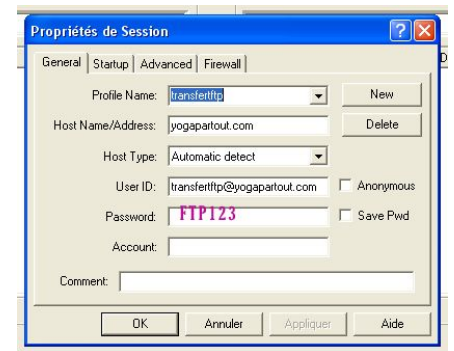 Propriétés de Session
General Startup Advanced Firewall
Profile Name: transfertftp New
Host Name/Address: yogapartout.com Delete
Host Type: Automatic detect
User ID: transfertftp@yogapartout.com Anonymous
Password: FTP123 Save Pwd
Account:
Comment:
OK Annuler Appliquer Aide